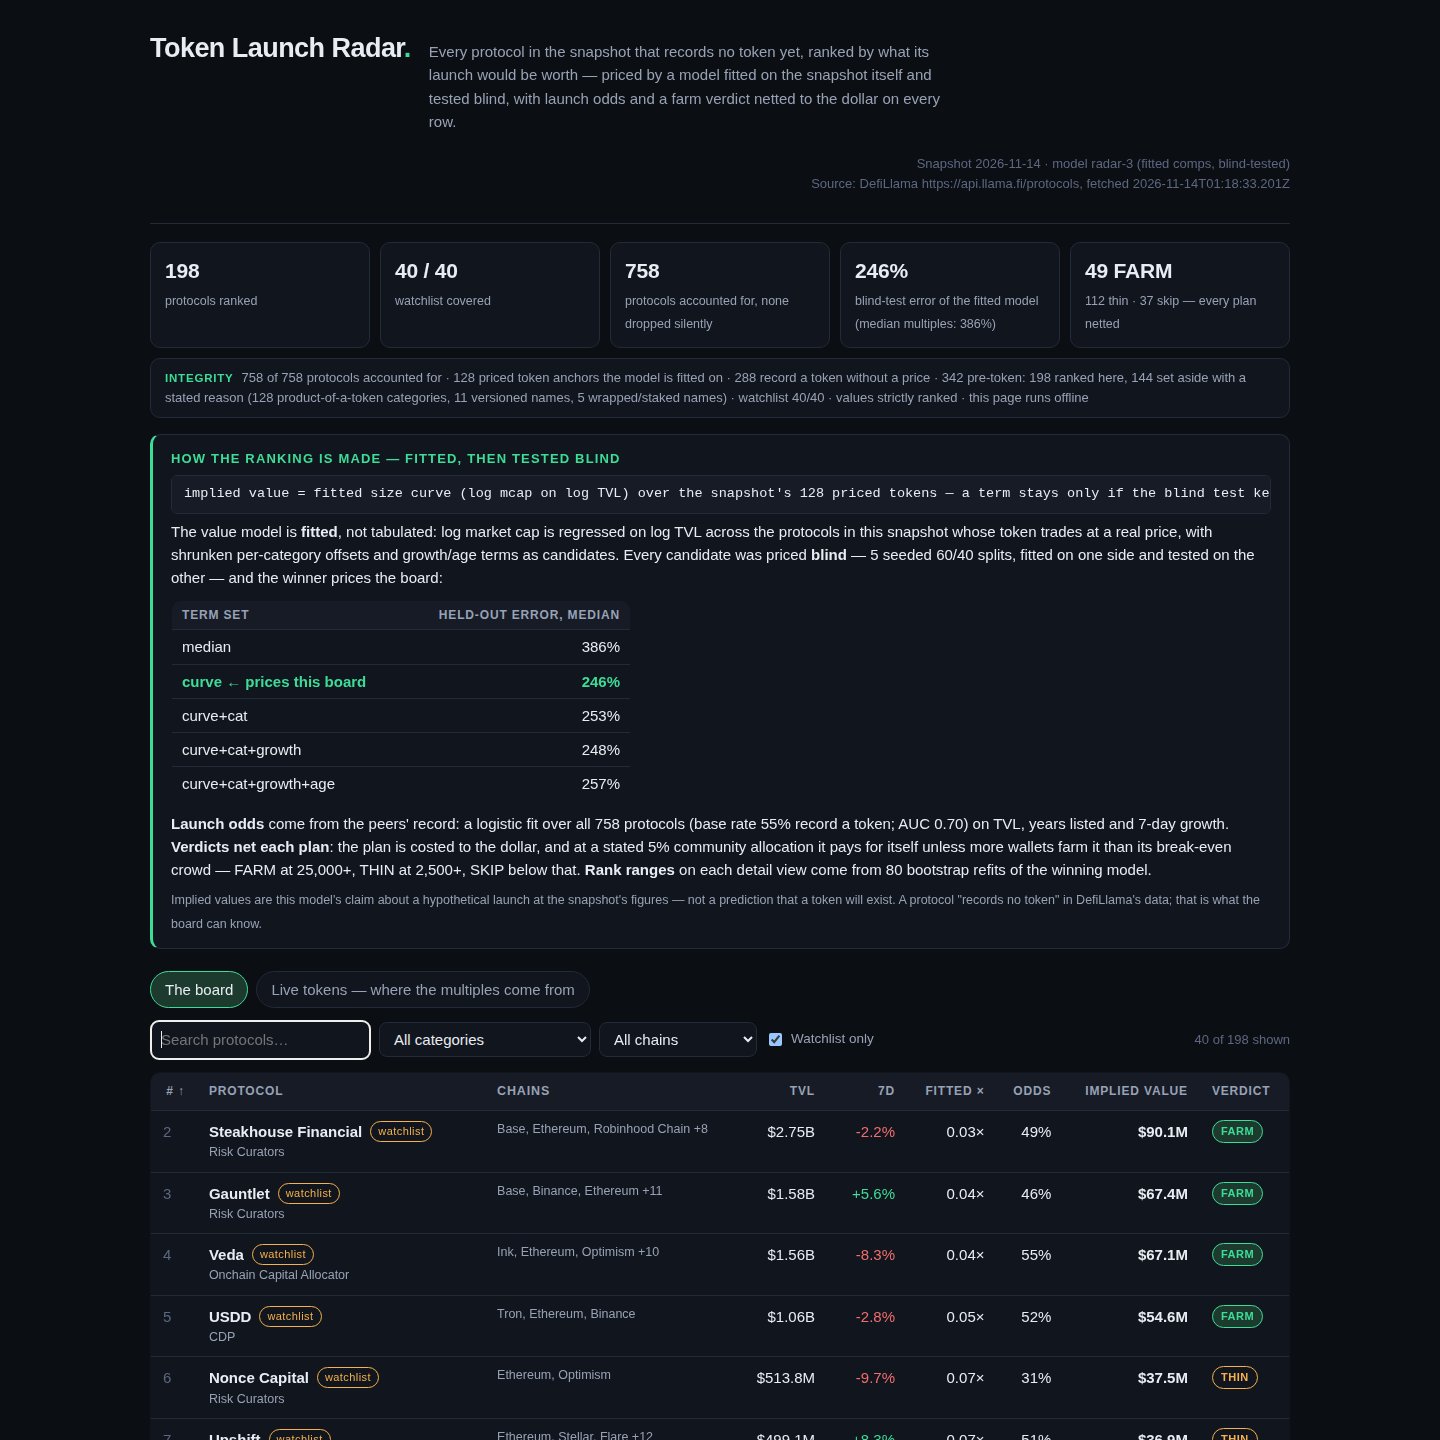 Token Launch Radar.
Every protocol in the snapshot that records no token yet, ranked by what its
launch would be worth — priced by a model fitted on the snapshot itself and
tested blind, with launch odds and a farm verdict netted to the dollar on every
row.
Snapshot 2026-11-14 · model radar-3 (fitted comps, blind-tested)
Source: DefiLlama https://api.llama.fi/protocols, fetched 2026-11-14T01:18:33.201Z
198
protocols ranked
40 / 40
watchlist covered
758
protocols accounted for, none
dropped silently
246%
blind-test error of the fitted model
(median multiples: 386%)
49 FARM
112 thin · 37 skip — every plan
netted
INTEGRITY 758 of 758 protocols accounted for · 128 priced token anchors the model is fitted on · 288 record a token without a price · 342 pre-token: 198 ranked here, 144 set aside with a
stated reason (128 product-of-a-token categories, 11 versioned names, 5 wrapped/staked names) · watchlist 40/40 · values strictly ranked · this page runs offline
HOW THE RANKING IS MADE — FITTED, THEN TESTED BLIND
implied value = fitted size curve (log mcap on log TVL) over the snapshot's 128 priced tokens — a term stays only if the blind test ke
The value model is fitted, not tabulated: log market cap is regressed on log TVL across the protocols in this snapshot whose token trades at a real price, with
shrunken per-category offsets and growth/age terms as candidates. Every candidate was priced blind — 5 seeded 60/40 splits, fitted on one side and tested on the
other — and the winner prices the board:
TERM SET HELD-OUT ERROR, MEDIAN
median 386%
curve ← prices this board 246%
curve+cat 253%
curve+cat+growth 248%
curve+cat+growth+age 257%
Launch odds come from the peers' record: a logistic fit over all 758 protocols (base rate 55% record a token; AUC 0.70) on TVL, years listed and 7-day growth.
Verdicts net each plan: the plan is costed to the dollar, and at a stated 5% community allocation it pays for itself unless more wallets farm it than its break-even
crowd — FARM at 25,000+, THIN at 2,500+, SKIP below that. Rank ranges on each detail view come from 80 bootstrap refits of the winning model.
Implied values are this model's claim about a hypothetical launch at the snapshot's figures — not a prediction that a token will exist. A protocol "records no token" in DefiLlama's data; that is what the
board can know.
The board
Live tokens — where the multiples come from
Search protocols…
All categories
All chains
Watchlist only
40 of 198 shown
# ↑ PROTOCOL CHAINS TVL 7D FITTED × ODDS IMPLIED VALUE VERDICT
2 Steakhouse Financial watchlist Base, Ethereum, Robinhood Chain +8 $2.75B -2.2% 0.03× 49% $90.1M FARM
Risk Curators
3 Gauntlet watchlist Base, Binance, Ethereum +11 $1.58B +5.6% 0.04× 46% $67.4M FARM
Risk Curators
4 Veda watchlist Ink, Ethereum, Optimism +10 $1.56B -8.3% 0.04× 55% $67.1M FARM
Onchain Capital Allocator
5 USDD watchlist Tron, Ethereum, Binance $1.06B -2.8% 0.05× 52% $54.6M FARM
CDP
6 Nonce Capital watchlist Ethereum, Optimism $513.8M -9.7% 0.07× 31% $37.5M THIN
Risk Curators
7 Upshift watchlist Ethereum, Stellar, Flare +12 $499.1M +8.3% 0.07× 51% $36.9M THIN